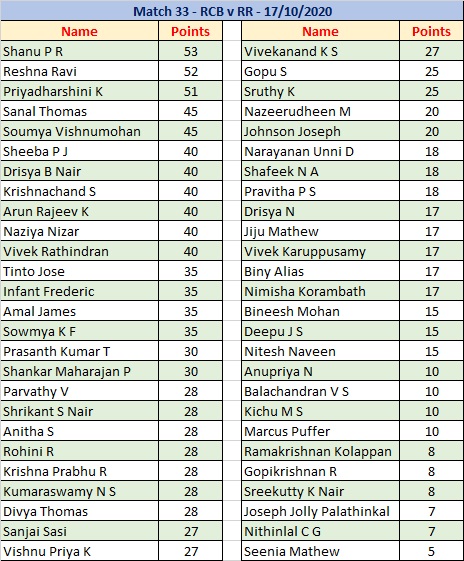 Match 33 - RCB v RR - 17/10/2020
Name Points Name Points
Shanu P R 53 Vivekanand K S 27
Reshna Ravi 52 Gopu S 25
Priyadharshini K 51 Sruthy K 25
Sanal Thomas 45 Nazeerudheen M 20
Soumya Vishnumohan 45 Johnson Joseph 20
Sheeba P J 40 Narayanan Unni D 18
Drisya B Nair 40 Shafeek N A 18
Krishnachand S 40 Pravitha P S 18
Arun Rajeev K 40 Drisya N 17
Naziya Nizar 40 Jiju Mathew 17
Vivek Rathindran 40 Vivek Karuppusamy 17
Tinto Jose 35 Biny Alias 17
Infant Frederic 35 Nimisha Korambath 17
Amal James 35 Bineesh Mohan 15
Sowmya K F 35 Deepu J S 15
Prasanth Kumar T 30 Nitesh Naveen 15
Shankar Maharajan P 30 Anupriya N 10
Parvathy V 28 Balachandran V S 10
Shrikant S Nair 28 Kichu M S 10
Anitha S 28 Marcus Puffer 10
Rohini R 28 Ramakrishnan Kolappan 8
Krishna Prabhu R 28 Gopikrishnan R 8
Kumaraswamy N S 28 Sreekutty K Nair 8
Divya Thomas 28 Joseph Jolly Palathinkal 7
Sanjai Sasi 27 Nithinlal C G 7
Vishnu Priya K 27 Seenia Mathew 5